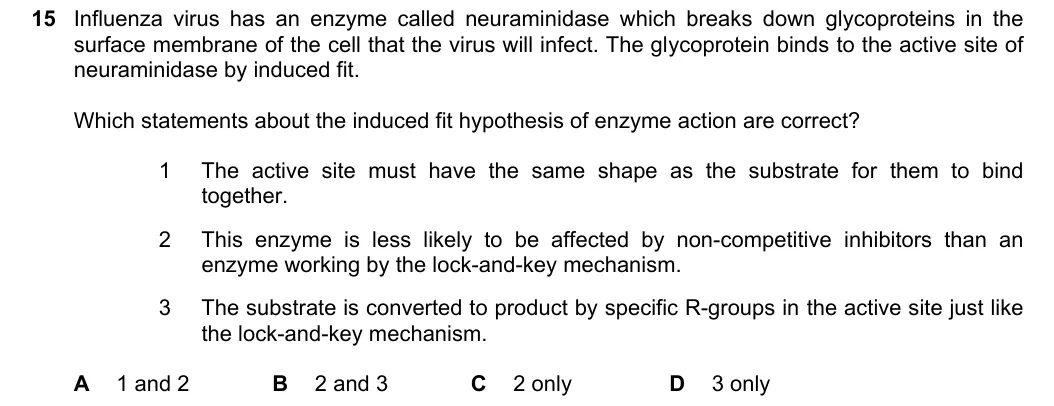 15 Influenza virus has an enzyme called neuraminidase which breaks down glycoproteins in the
surface membrane of the cell that the virus will infect. The glycoprotein binds to the active site of
neuraminidase by induced fit.
Which statements about the induced fit hypothesis of enzyme action are correct?
1 The active site must have the same shape as the substrate for them to bind
together.
2 This enzyme is less likely to be affected by non-competitive inhibitors than an
enzyme working by the lock-and-key mechanism.
3 The substrate is converted to product by specific R-groups in the active site just like
the lock-and-key mechanism.
A 1 and 2 B 2 and 3 C 2 only D 3 only